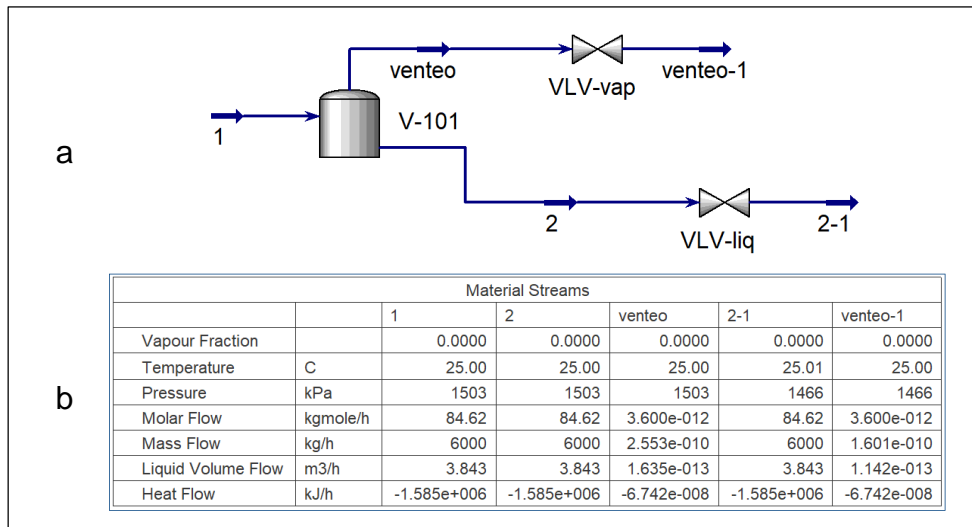 venteo
VLV-vap
venteo-1
1
V-101
a
2
VLV-liq
2-1
b
Material Streams
1 2 venteo 2-1 venteo-1
Vapour Fraction 0.0000 0.0000 0.0000 0.0000 0.0000
Temperature C 25.00 25.00 25.00 25.01 25.00
Pressure kPa 1503 1503 1503 1466 1466
Molar Flow kgmole/h 84.62 84.62 3.600e-012 84.62 3.600e-012
Mass Flow kg/h 6000 6000 2.553e-010 6000 1.601e-010
Liquid Volume Flow m3/h 3.843 3.843 1.635e-013 3.843 1.142e-013
Heat Flow kJ/h -1.585e+006 -1.585e+006 -6.742e-008 -1.585e+006 -6.742e-008